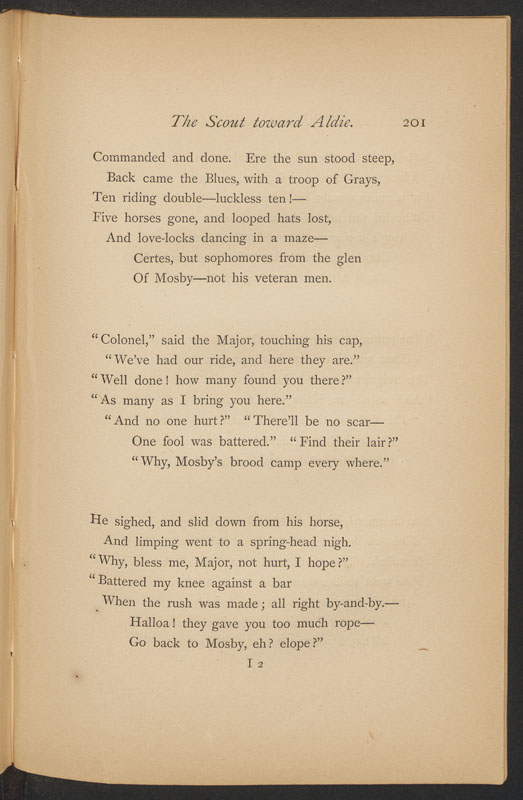 The Scout toward Aldie. 201
Commanded and done. Ere the sun stood steep,
Back came the Blues, with a troop of Grays,
Ten riding double—luckless ten!—
Five horses gone, and looped hats lost,
And love-locks dancing in a maze—
Certes, but sophomores from the glen
Of Mosby—not his veteran men.
“Colonel,” said the Major, touching his cap,
“We’ve had our ride, and here they are.”
“Well done! how many found you there?”
“As many as I bring you here.”
“And no one hurt?” “There’ll be no scar—
One fool was battered.” “Find their lair?”
“Why, Mosby’s brood camp every where.”
He sighed, and slid down from his horse,
And limping went to a spring-head nigh.
“Why, bless me, Major, not hurt, I hope?”
“Battered my knee against a bar
When the rush was made; all right by-and-by.—
Halloa! they gave you too much rope—
Go back to Mosby, eh? elope?”
I 2